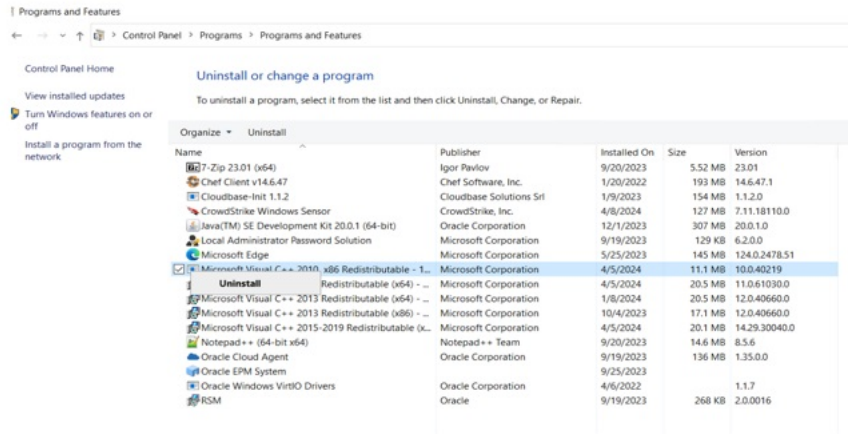 Programs and Features
Control Panel > Programs > Programs and Features
Control Panel Home
View installed updates
Turn Windows features on or
off
Install a program from the
network
Uninstall or change a program
To uninstall a program, select it from the list and then click Uninstall, Change, or Repair.
Organize Uninstall
Name Publisher Installed On Size Version
7-Zip 23.01 (x64) Igor Pavlov 9/20/2023 5.52 MB 23.01
Chef Client v14.6.47 Chef Software, Inc. 1/20/2022 193 MB 14.6.47.1
Cloudbase-Init 1.1.2 Cloudbase Solutions Srl 1/9/2023 154 MB 1.1.2.0
CrowdStrike Windows Sensor CrowdStrike, Inc. 4/8/2024 127 MB 7.11.18110.0
Java(TM) SE Development Kit 20.0.1 (64-bit) Oracle Corporation 12/1/2023 307 MB 20.0.1.0
Local Administrator Password Solution Microsoft Corporation 9/19/2023 129 KB 6.2.0.0
Microsoft Edge Microsoft Corporation 5/25/2023 145 MB 124.0.2478.51
Microsoft Visual C++ 2010 x86 Redistributable - 1... Microsoft Corporation 4/5/2024 11.1 MB 10.0.40219
Uninstall Redistributable (x64) - ... Microsoft Corporation 4/5/2024 20.5 MB 11.0.61030.0
Microsoft Visual C++ 2013 Redistributable (x64) - ... Microsoft Corporation 1/8/2024 20.5 MB 12.0.40660.0
Microsoft Visual C++ 2013 Redistributable (x86) - ... Microsoft Corporation 10/4/2023 17.1 MB 12.0.40660.0
Microsoft Visual C++ 2015-2019 Redistributable (x... Microsoft Corporation 4/5/2024 20.1 MB 14.29.30040.0
Notepad++ (64-bit x64) Notepad++ Team 9/20/2023 14.6 MB 8.5.6
Oracle Cloud Agent Oracle Corporation 9/19/2023 136 MB 1.35.0.0
Oracle EPM System 9/25/2023
Oracle Windows VirtIO Drivers Oracle Corporation 4/6/2022 1.1.7
RSM Oracle 9/19/2023 268 KB 2.0.0016